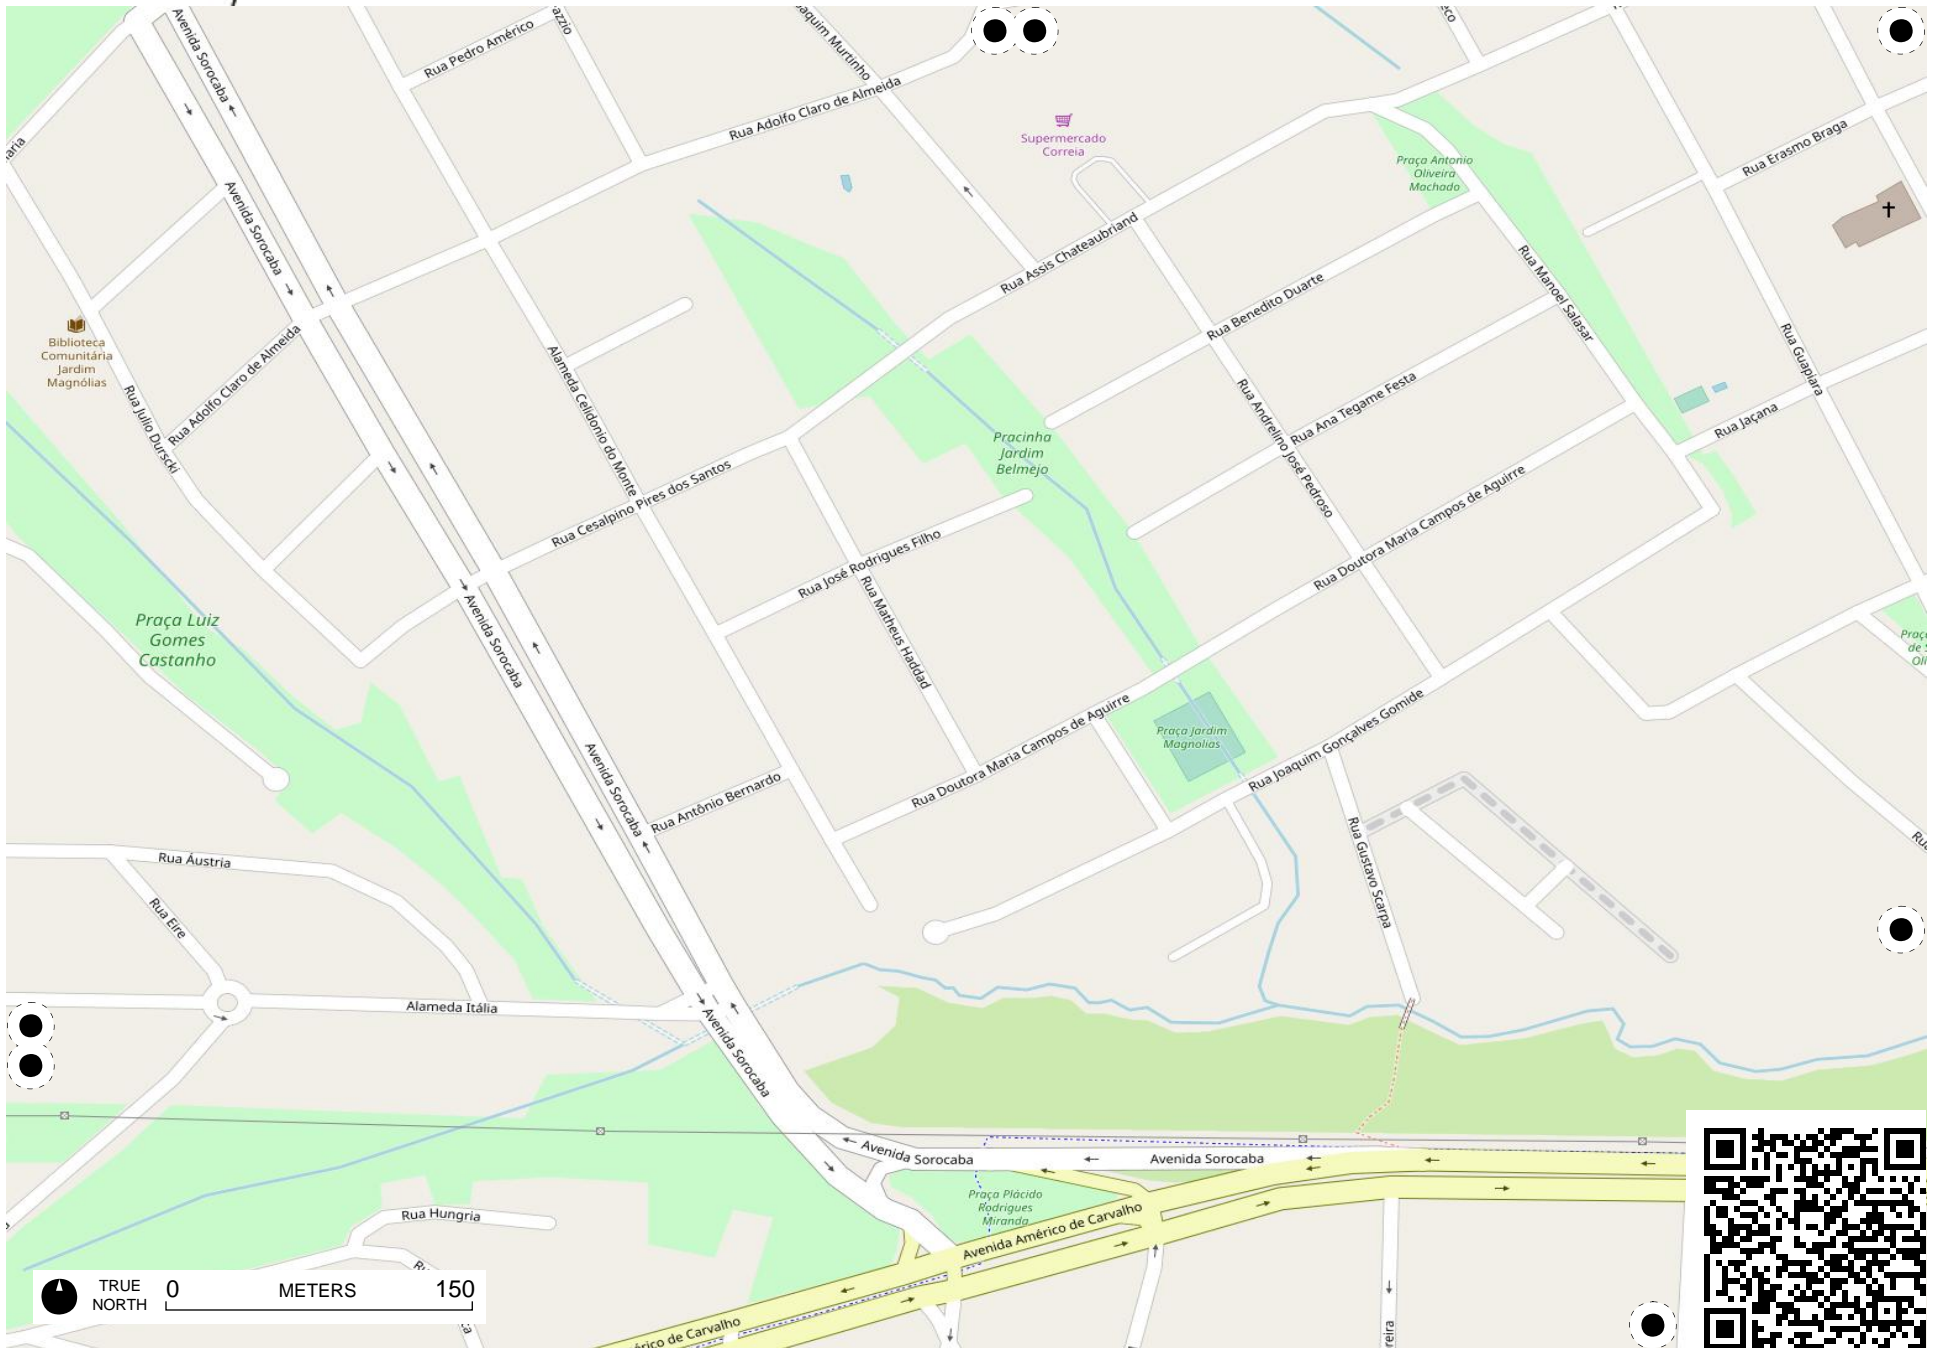 Avenida Sorocaba
Rua Pedro Américo
Rua Adolfo Claro de Almeida
Supermercado
Correia
Praça Antonio
Oliveira
Machado
Rua Erasmo Braga
Avenida Sorocaba
Rua Assis Chateaubriand
Rua Benedito Duarte
Rua Manoel Salasar
Rua Guapiara
Biblioteca
Comunitária
Jardim
Magnólias
Rua Adolfo Claro de Almeida
Rua Julio Durscki
Alameda Celidonio do Monte
Rua Ana Tegame Festa
Rua Andrelino José Pedroso
Rua Jaçana
Pracinha
Jardim
Belmejo
Rua Cesalpino Pires dos Santos
Rua José Rodrigues Filho
Rua Doutora Maria Campos de Aguirre
Praça Luiz
Gomes
Castanho
Avenida Sorocaba
Rua Matheus Haddad
Rua Doutora Maria Campos de Aguirre
Praça Jardim
Magnolias
Rua Joaquim Gonçalves Gomide
Avenida Sorocaba
Rua Antônio Bernardo
Rua Gustavo Scarpa
Rua Áustria
Rua Eire
Alameda Itália
Avenida Sorocaba
Avenida Sorocaba
Avenida Sorocaba
Praça Plácido
Rodrigues
Miranda
Rua Hungria
Avenida Américo de Carvalho
TRUE
NORTH
0 METERS 150
érico de Carvalho